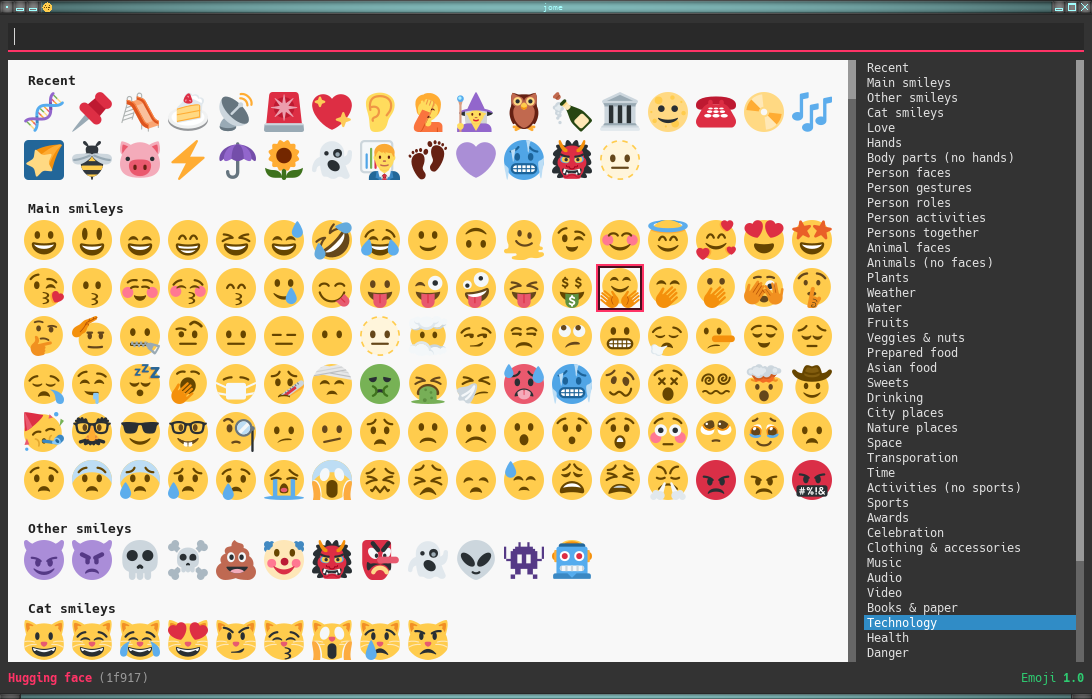 jome
Recent
Main smileys
Other smileys
Cat smileys
Hugging face (1f917)
Recent
Main smileys
Other smileys
Cat smileys
Love
Hands
Body parts (no hands)
Person faces
Person gestures
Person roles
Person activities
Persons together
Animal faces
Animals (no faces)
Plants
Weather
Water
Fruits
Veggies & nuts
Prepared food
Asian food
Sweets
Drinking
City places
Nature places
Space
Transporation
Time
Activities (no sports)
Sports
Awards
Celebration
Clothing & accessories
Music
Audio
Video
Books & paper
Technology
Health
Danger
Emoji 1.0